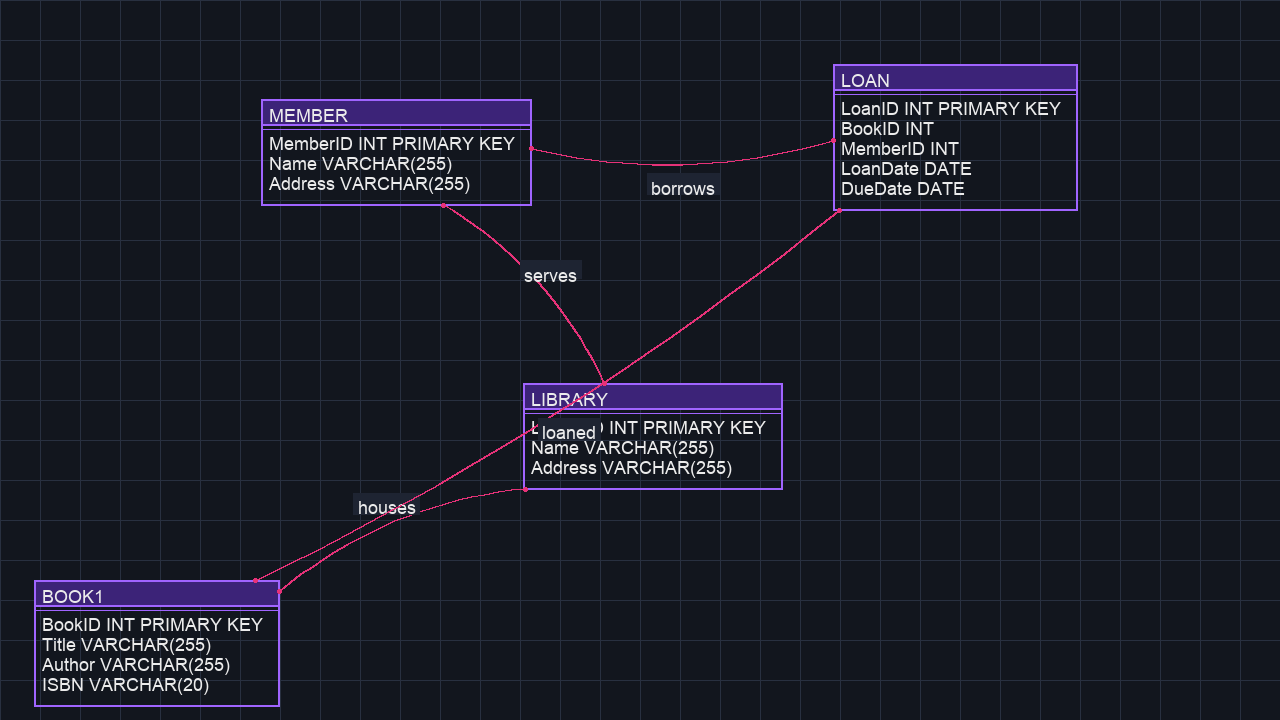 LOAN
LoanID INT PRIMARY KEY
BookID INT
MemberID INT
LoanDate DATE
DueDate DATE
MEMBER
MemberID INT PRIMARY KEY
Name VARCHAR(255)
Address VARCHAR(255)
borrows
serves
LIBRARY
INT PRIMARY KEY
loaned
Name VARCHAR(255)
Address VARCHAR(255)
houses
BOOK1
BookID INT PRIMARY KEY
Title VARCHAR(255)
Author VARCHAR(255)
ISBN VARCHAR(20)